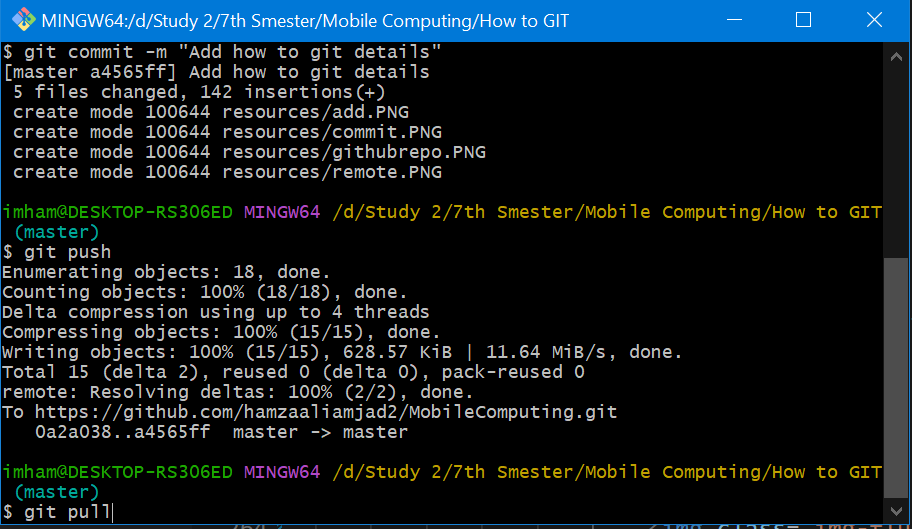 MINGW64:/d/Study 2/7th Smester/Mobile Computing/How to GIT
$ git commit -m "Add how to git details"
[master a4565ff] Add how to git details
 5 files changed, 142 insertions(+)
 create mode 100644 resources/add.PNG
 create mode 100644 resources/commit.PNG
 create mode 100644 resources/githubrepo.PNG
 create mode 100644 resources/remote.PNG
imham@DESKTOP-RS306ED MINGW64 /d/Study 2/7th Smester/Mobile Computing/How to GIT
 (master)
$ git push
Enumerating objects: 18, done.
Counting objects: 100% (18/18), done.
Delta compression using up to 4 threads
Compressing objects: 100% (15/15), done.
Writing objects: 100% (15/15), 628.57 KiB | 11.64 MiB/s, done.
Total 15 (delta 2), reused 0 (delta 0), pack-reused 0
remote: Resolving deltas: 100% (2/2), done.
To https://github.com/hamzaaliamjad2/MobileComputing.git
   0a2a038..a4565ff  master -> master
imham@DESKTOP-RS306ED MINGW64 /d/Study 2/7th Smester/Mobile Computing/How to GIT
 (master)
$ git pull